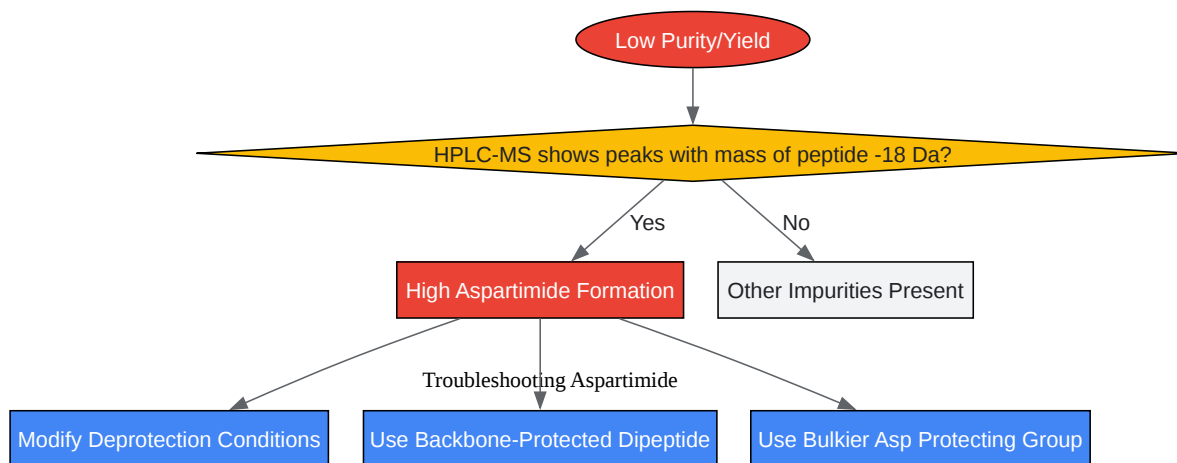 Low Purity/Yield
HPLC-MS shows peaks with mass of peptide -18 Da?
Yes
No
High Aspartimide Formation
Other Impurities Present
Troubleshooting Aspartimide
Modify Deprotection Conditions
Use Backbone-Protected Dipeptide
Use Bulkier Asp Protecting Group